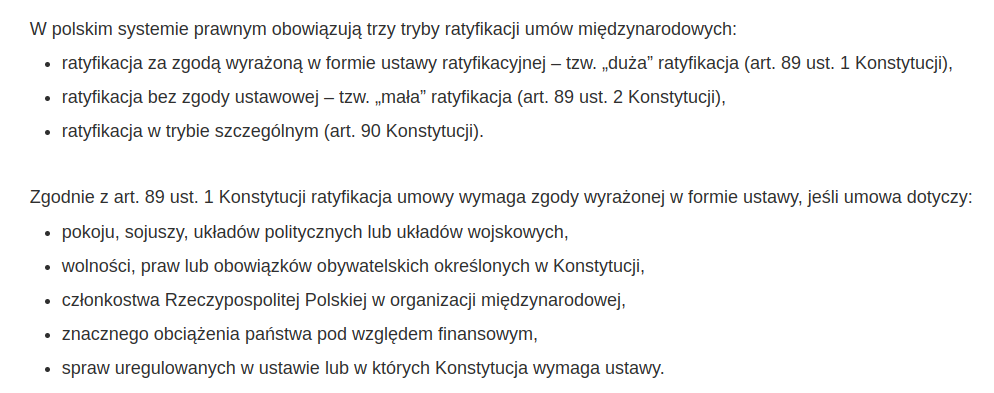 W polskim systemie prawnym obowiązują trzy tryby ratyfikacji umów międzynarodowych:
• ratyfikacja za zgodą wyrażoną w formie ustawy ratyfikacyjnej – tzw. „duża” ratyfikacja (art. 89 ust. 1 Konstytucji),
• ratyfikacja bez zgody ustawowej – tzw. „mała” ratyfikacja (art. 89 ust. 2 Konstytucji),
• ratyfikacja w trybie szczególnym (art. 90 Konstytucji).
Zgodnie z art. 89 ust. 1 Konstytucji ratyfikacja umowy wymaga zgody wyrażonej w formie ustawy, jeśli umowa dotyczy:
• pokoju, sojuszy, układów politycznych lub układów wojskowych,
• wolności, praw lub obowiązków obywatelskich określonych w Konstytucji,
• członkostwa Rzeczypospolitej Polskiej w organizacji międzynarodowej,
• znacznego obciążenia państwa pod względem finansowym,
• spraw uregulowanych w ustawie lub w których Konstytucja wymaga ustawy.